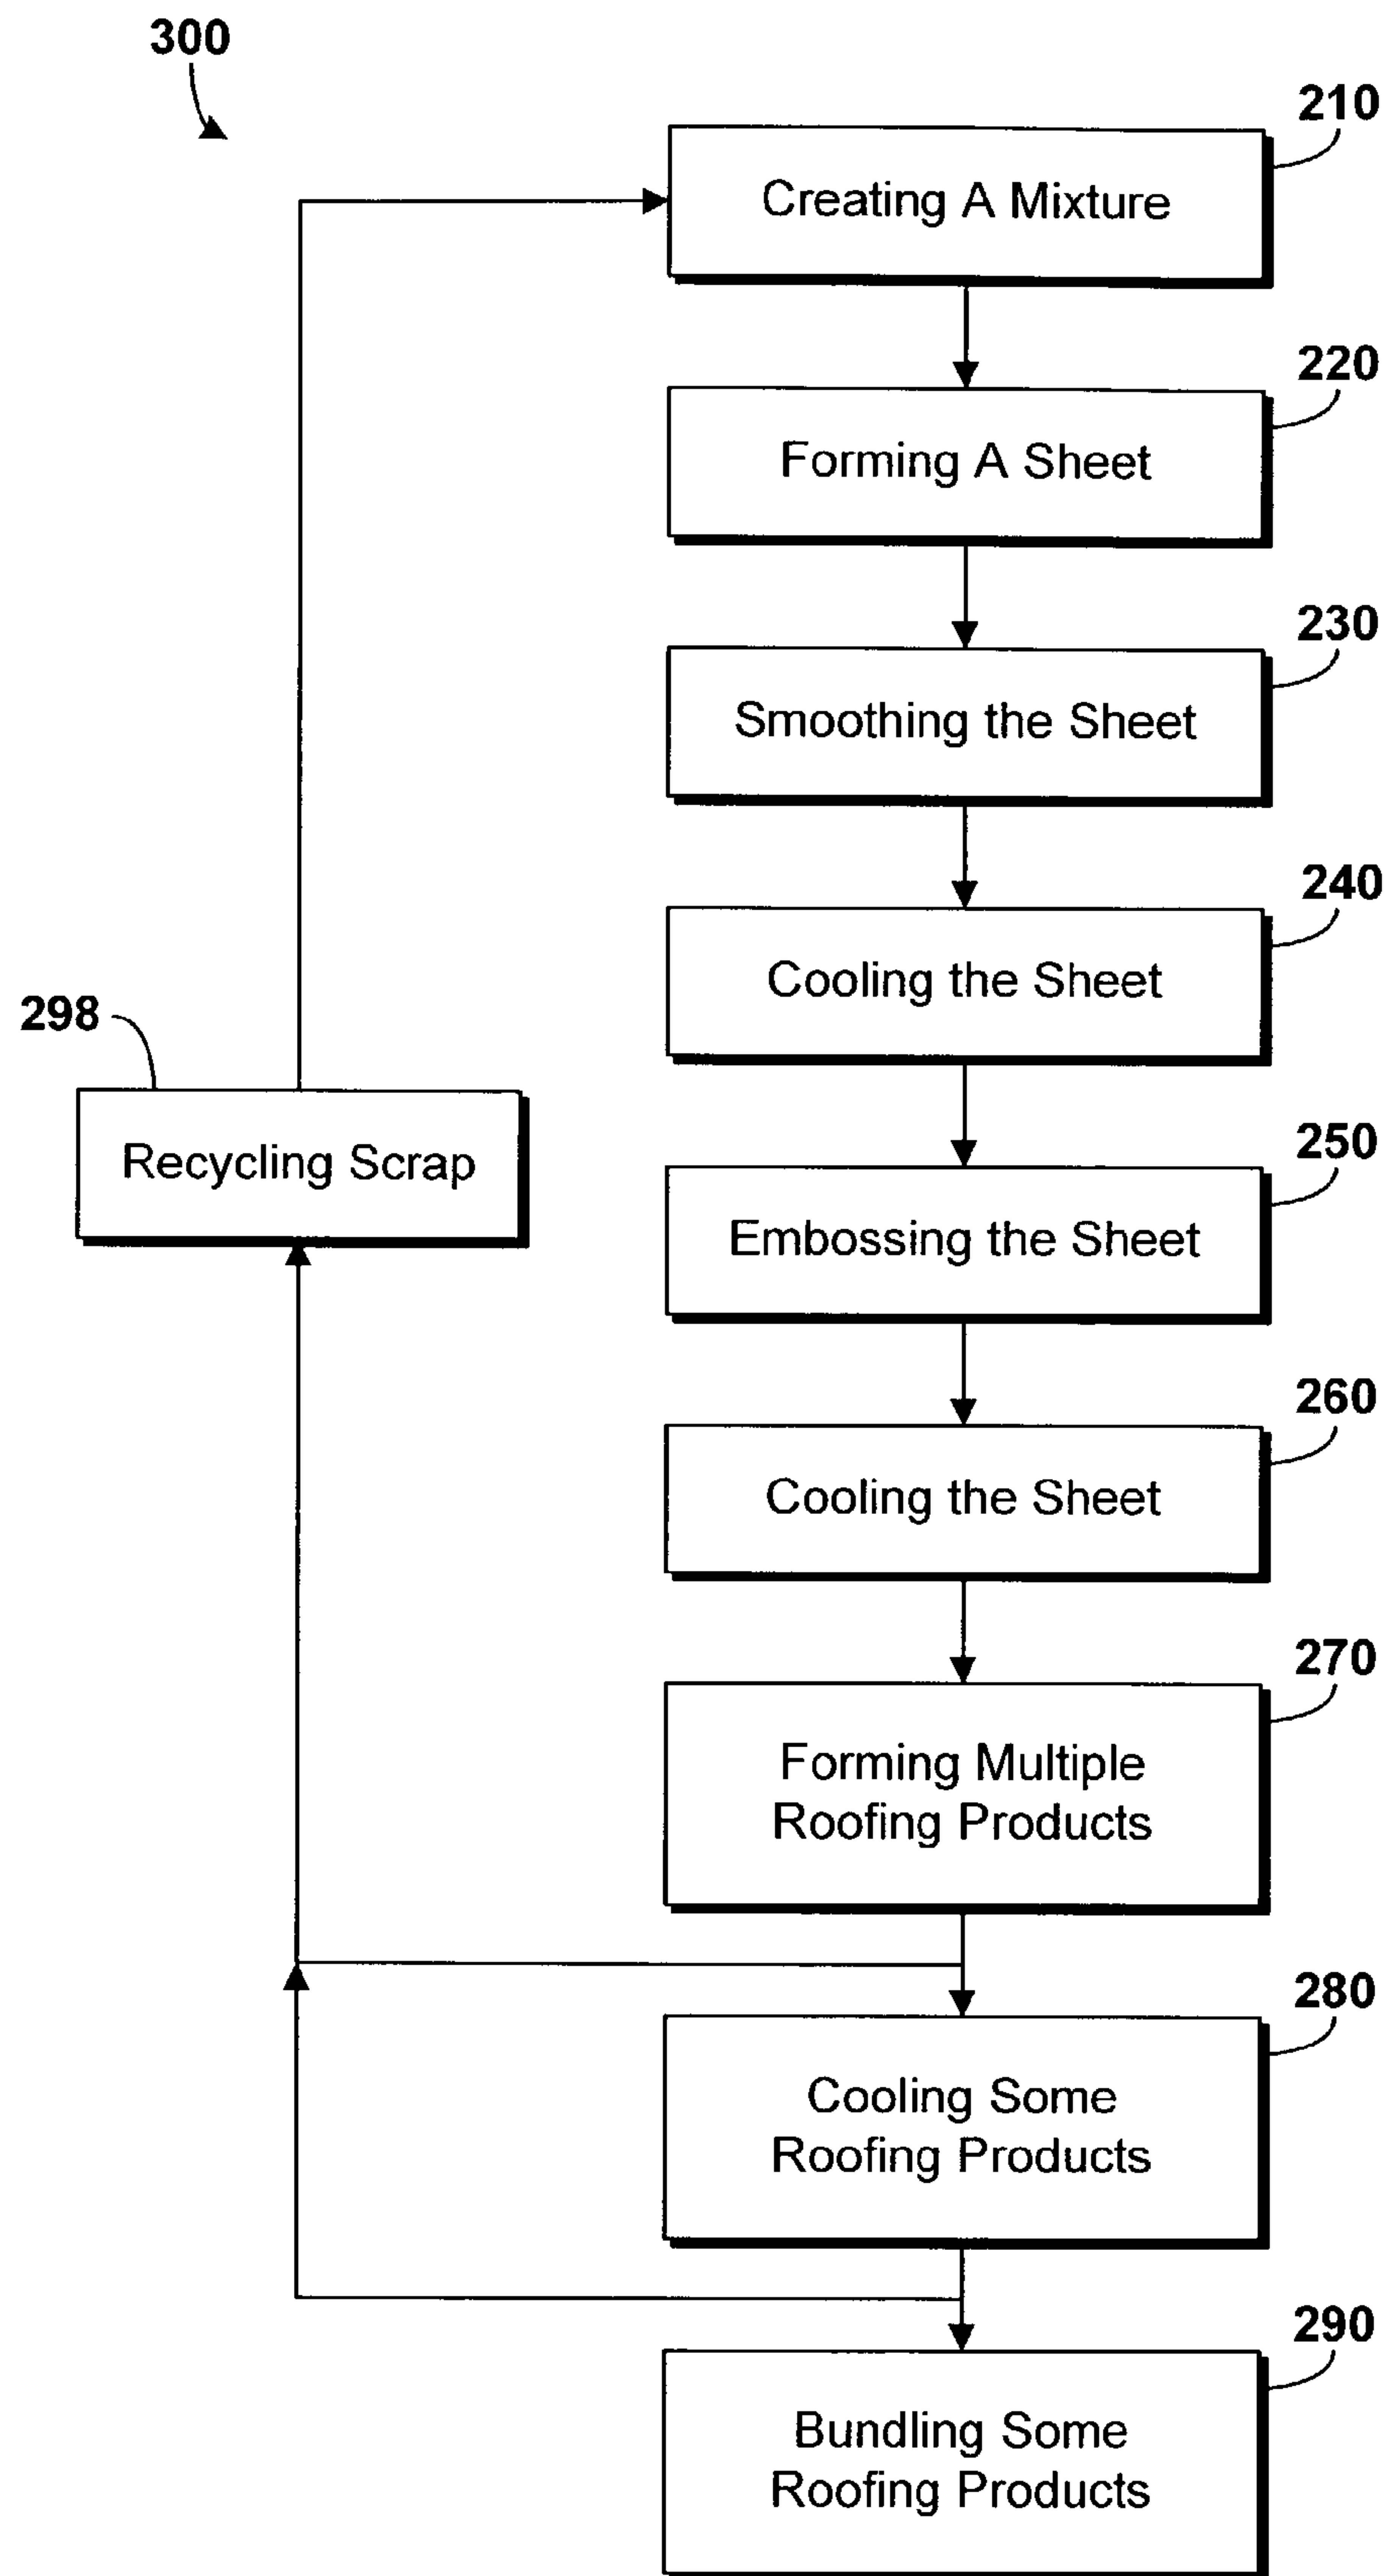 300
210
Creating A Mixture
220
Forming A Sheet
230
Smoothing the Sheet
240
Cooling the Sheet
298
Recycling Scrap
250
Embossing the Sheet
260
Cooling the Sheet
270
Forming Multiple
Roofing Products
280
Cooling Some
Roofing Products
290
Bundling Some
Roofing Products